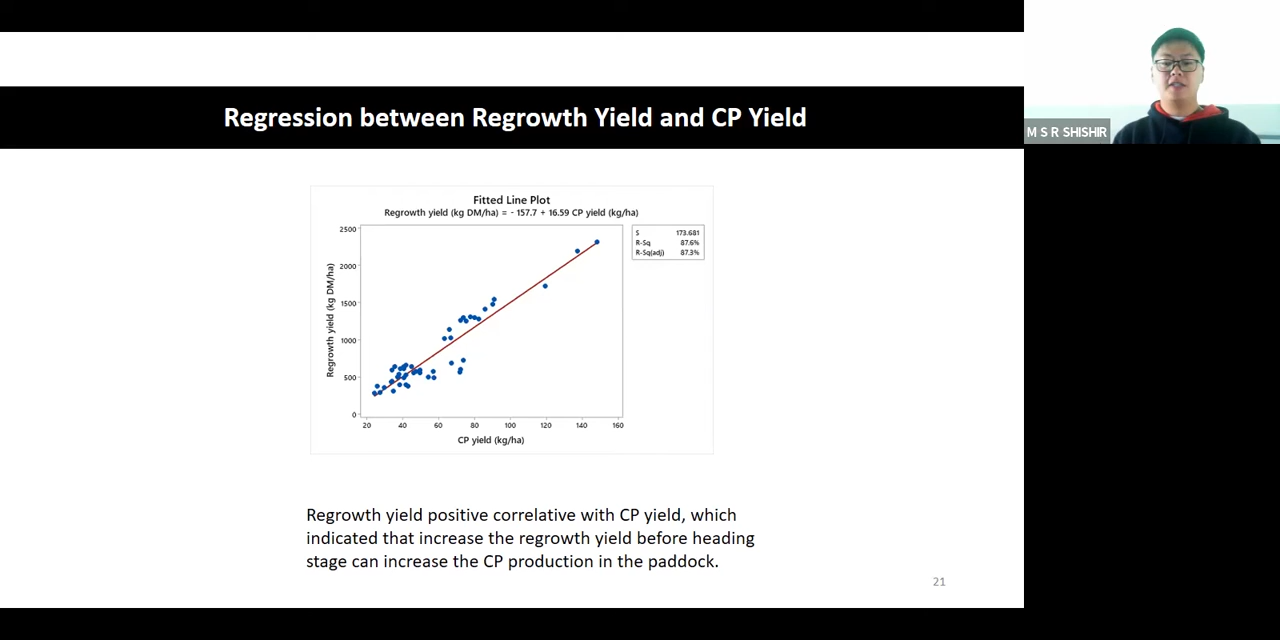 Regression between Regrowth Yield and CP Yield
M S R SHISHIR
Fitted Line Plot
Regrowth yield (kg DM/ha) = - 157.7 + 16.59 CP yield (kg/ha)
S 173.681
R-Sq 87.6%
R-Sq(adj) 87.3%
Regrowth yield (kg DM/ha)
2500
2000
1500
1000
500
0
20 40 60 80 100 120 140 160
CP yield (kg/ha)
Regrowth yield positive correlative with CP yield, which
indicated that increase the regrowth yield before heading
stage can increase the CP production in the paddock.
21